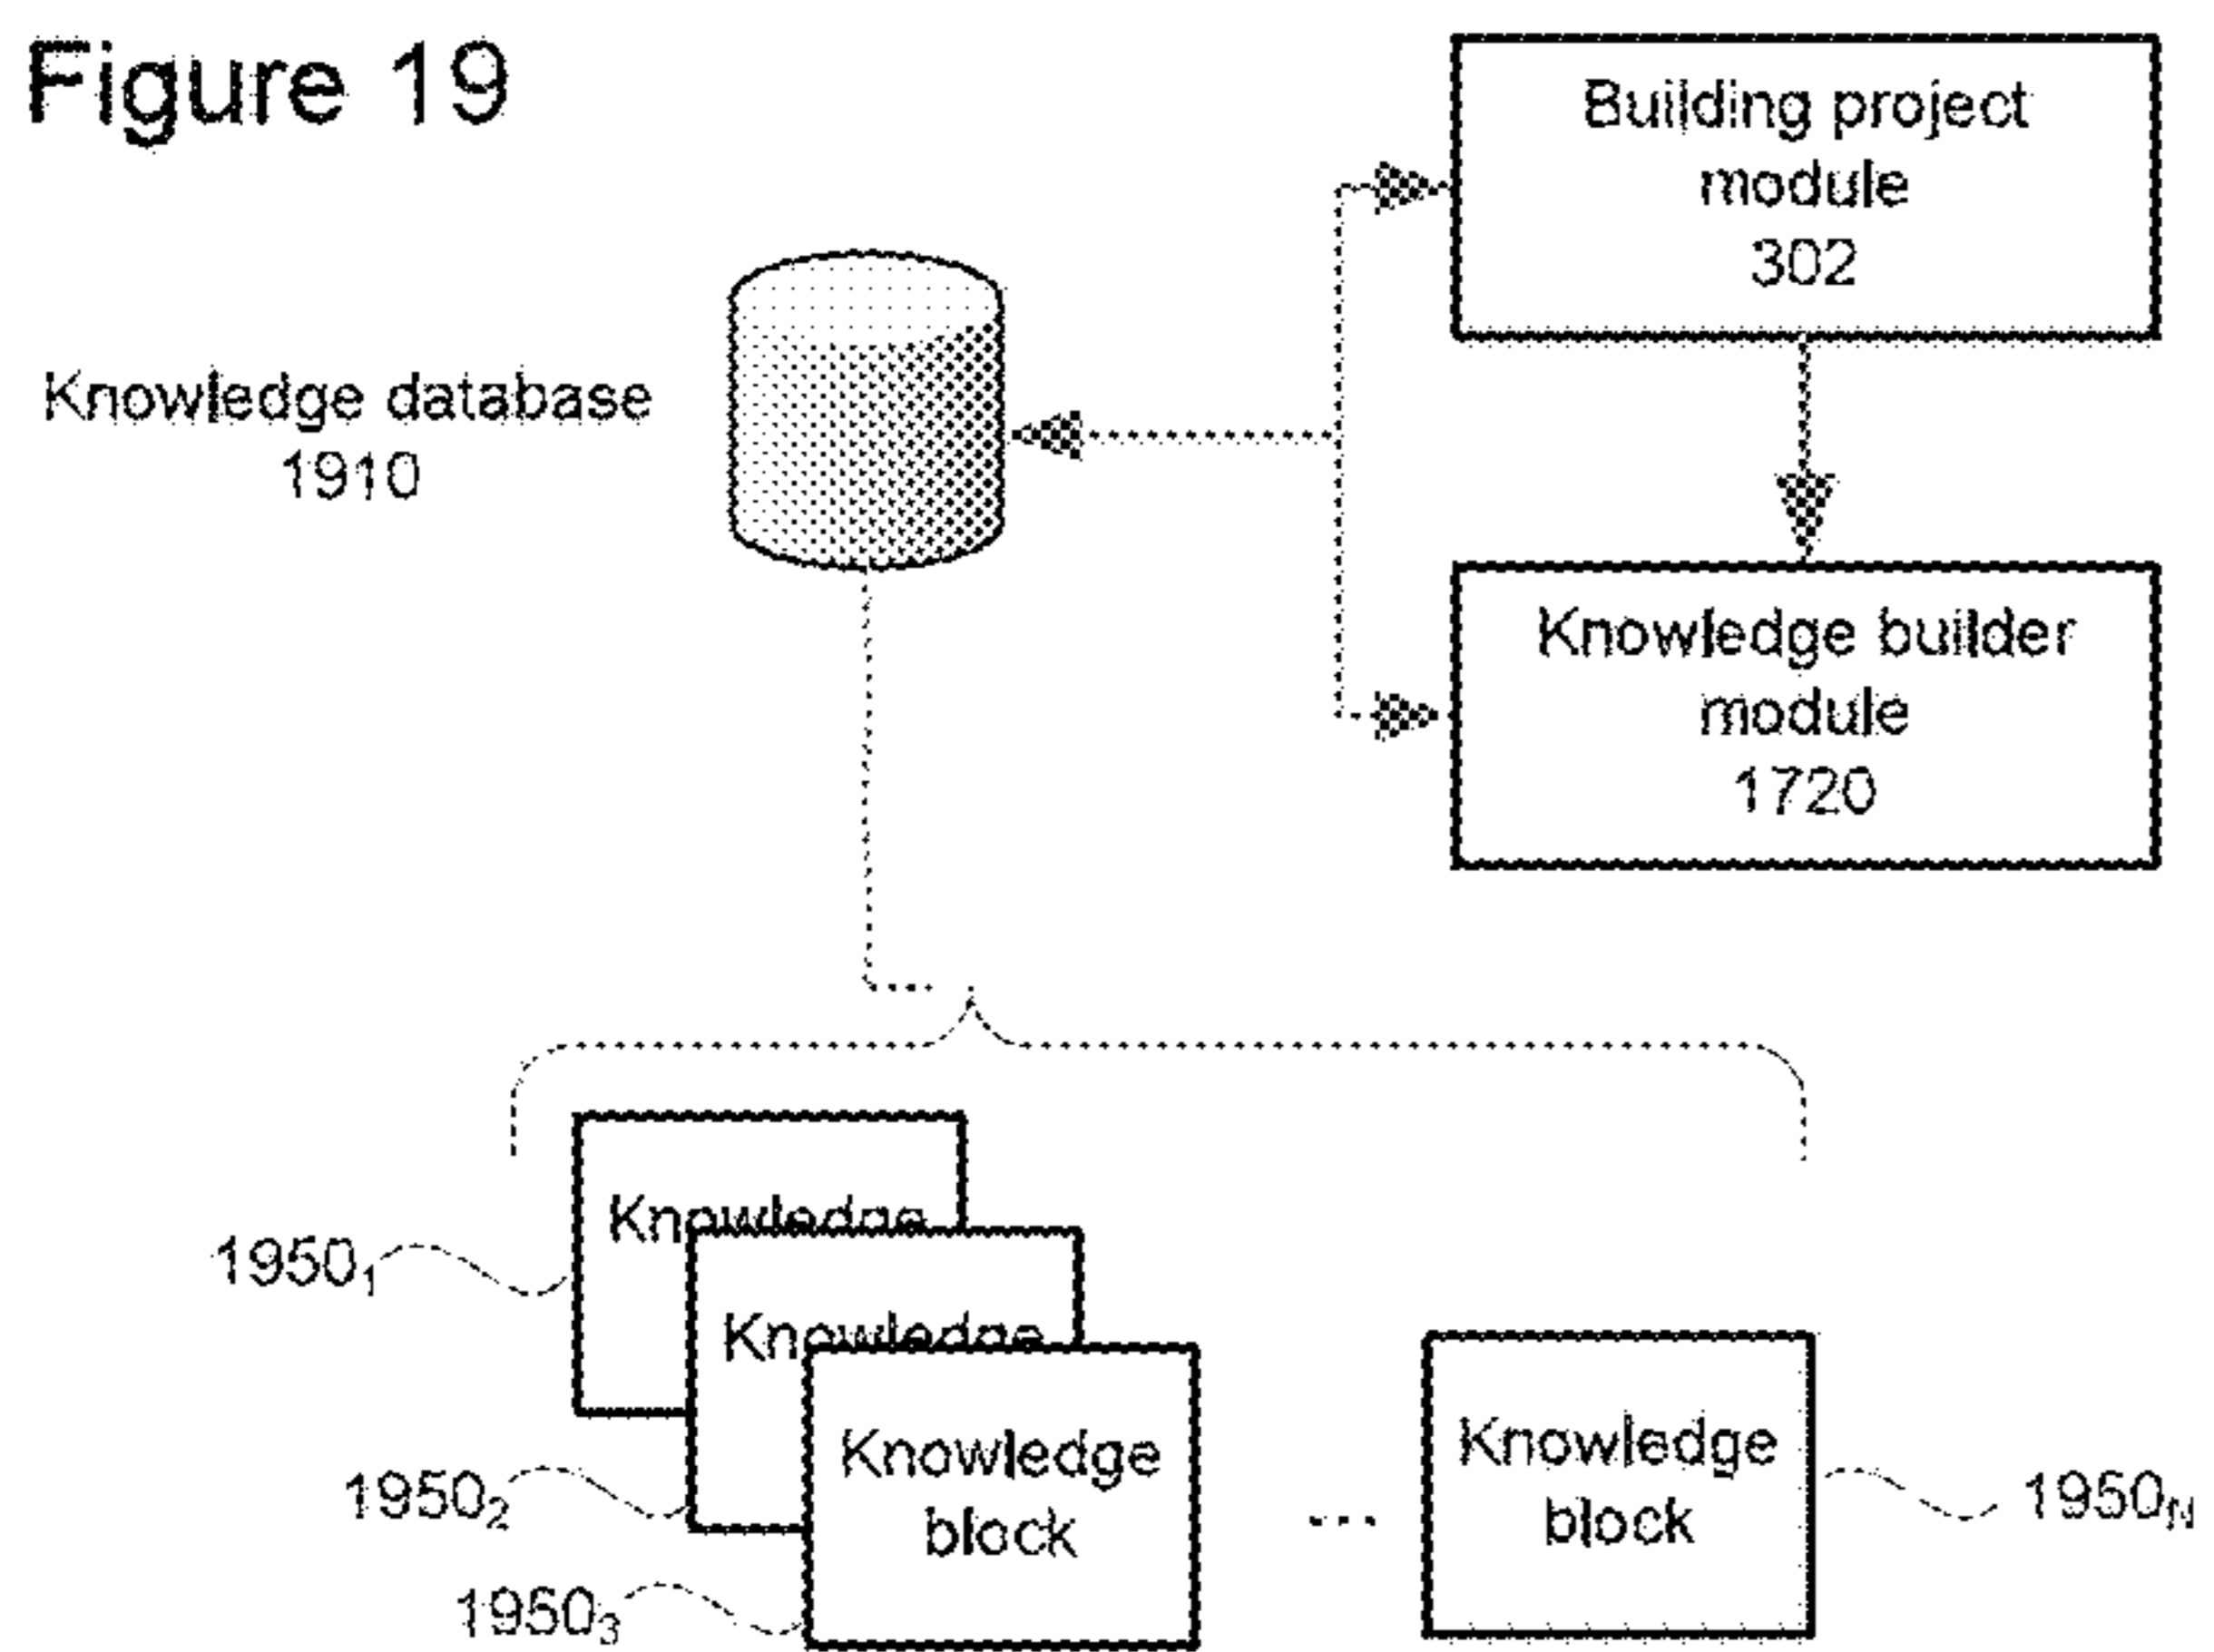 Figure 19
Building project
module
302
Knowledge database
1910
Knowledge builder
module
1720
Knowledge
1950₁
Knowledge
1950₂
Knowledge
block
1950₃
...
Knowledge
block
1950N